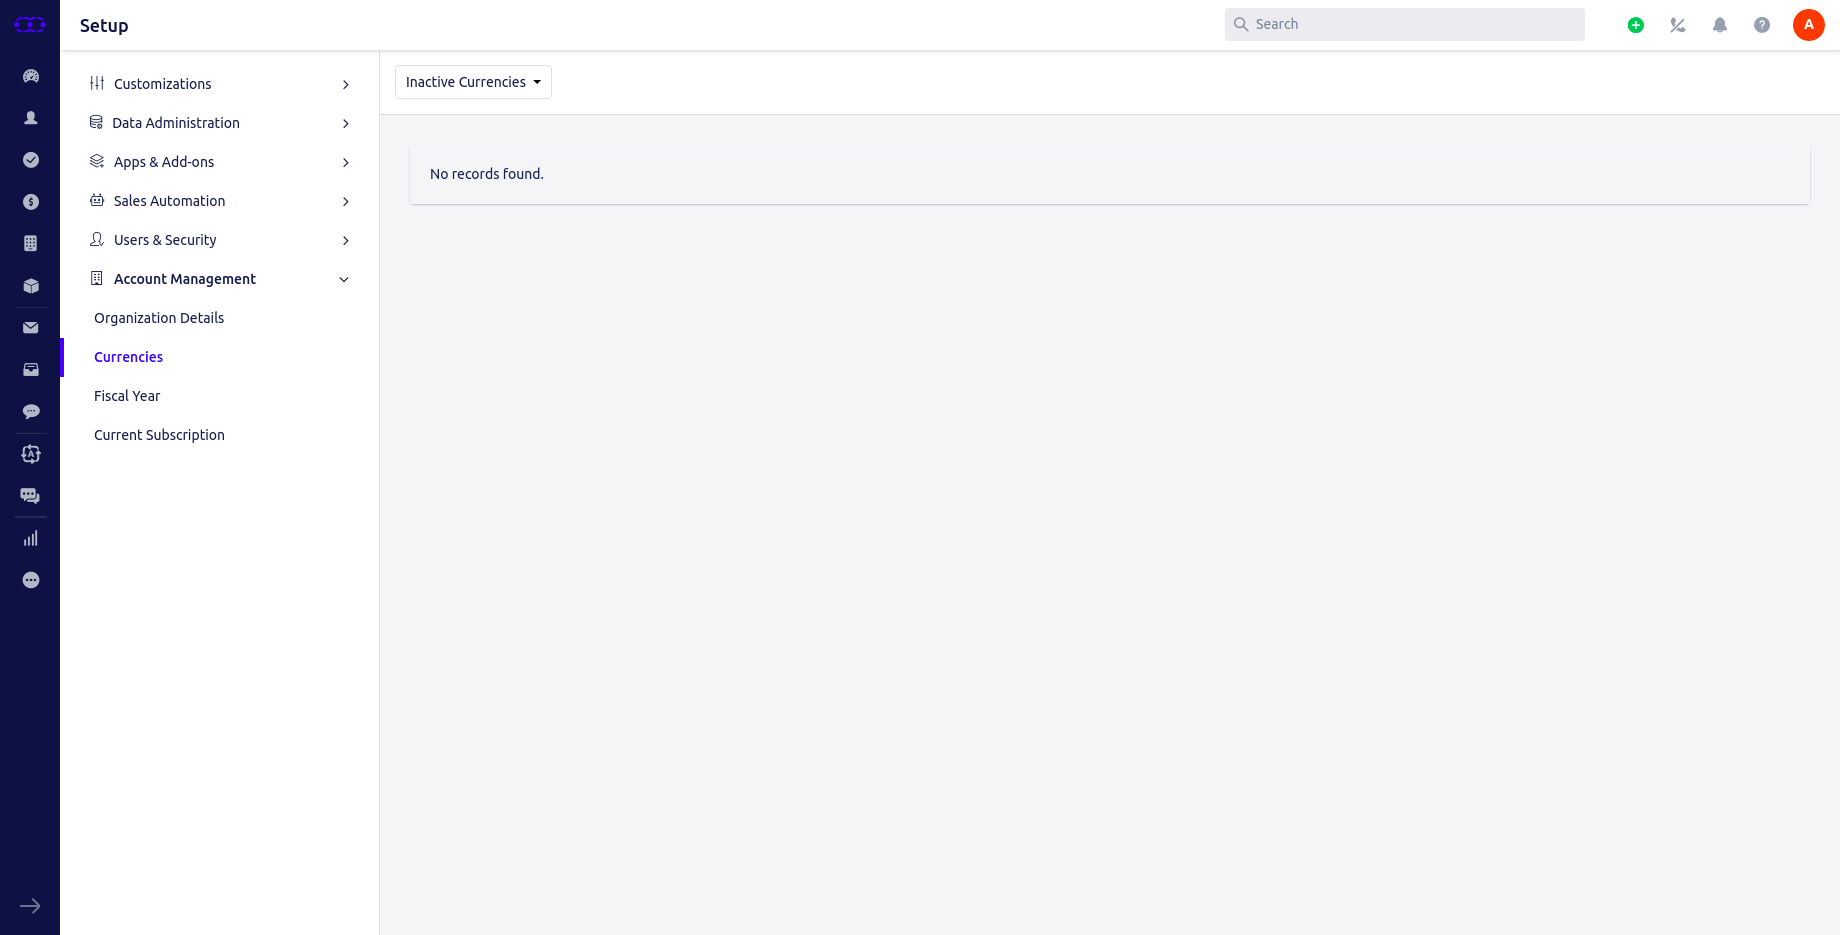 Setup
Search
A
Customizations
Data Administration
Apps & Add-ons
Sales Automation
Users & Security
Account Management
Organization Details
Currencies
Fiscal Year
Current Subscription
Inactive Currencies
No records found.